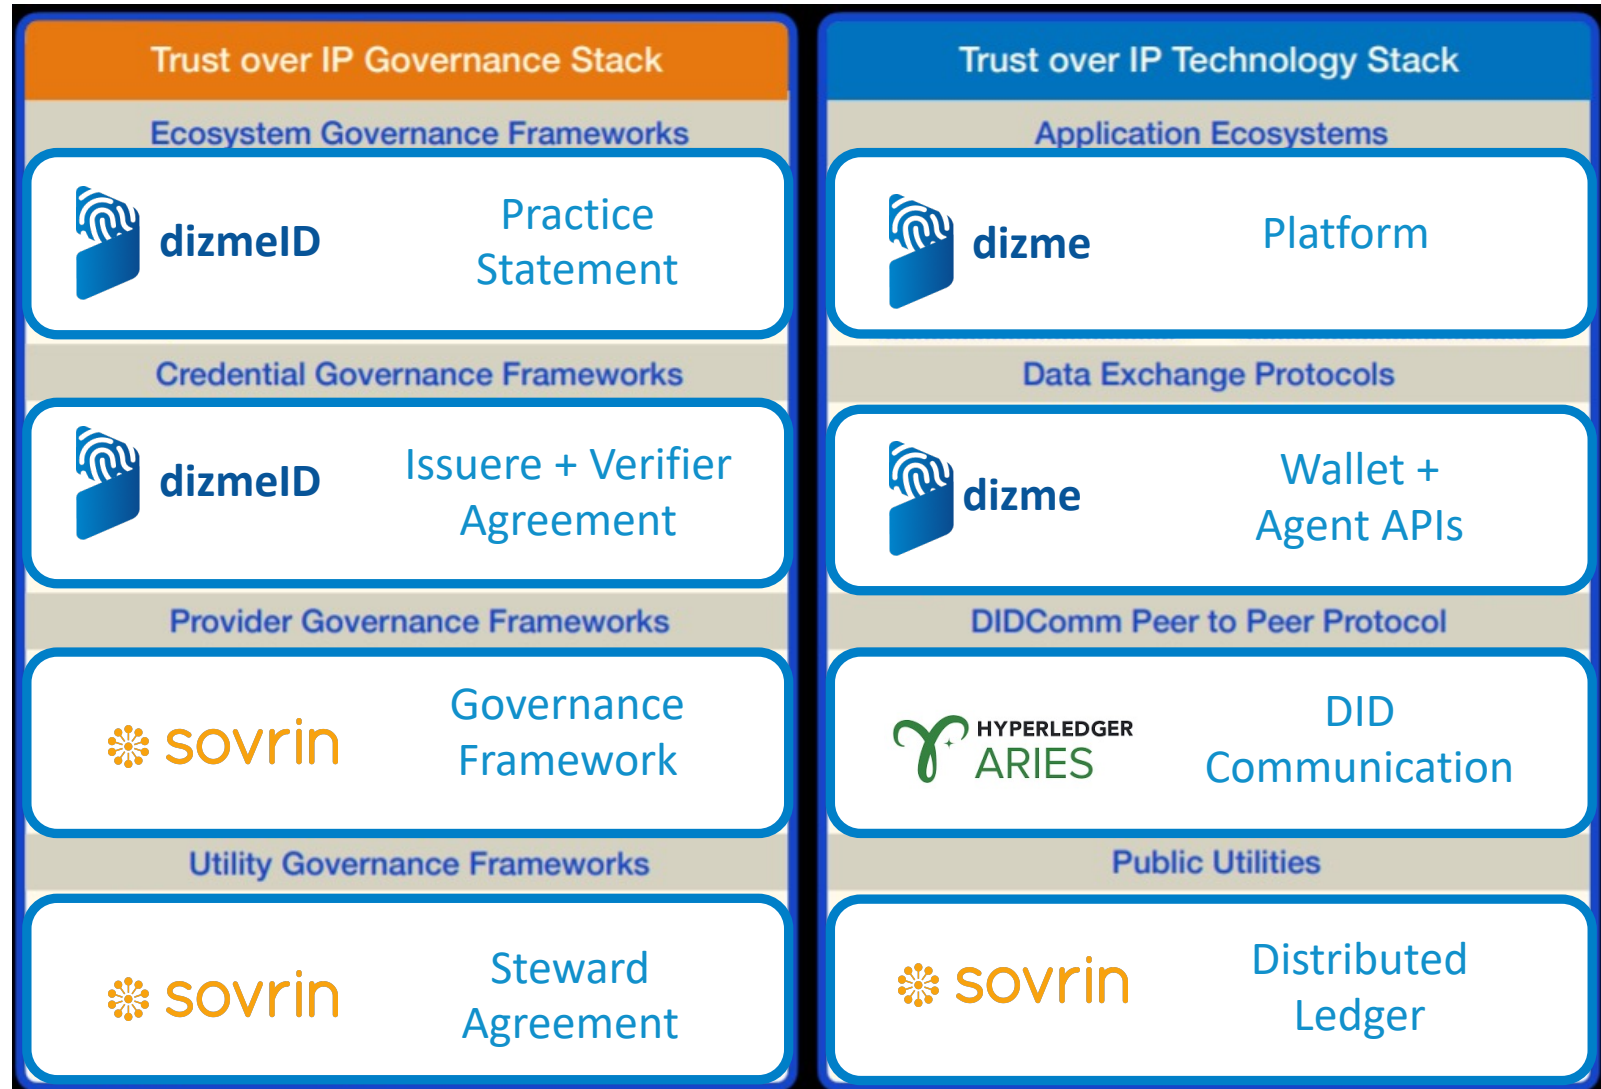 Trust over IP Governance Stack
Ecosystem Governance Frameworks
dizmeID
Practice
Statement
Credential Governance Frameworks
dizmeID
Issuere + Verifier
Agreement
Provider Governance Frameworks
sovrin
Governance
Framework
Utility Governance Frameworks
sovrin
Steward
Agreement
Trust over IP Technology Stack
Application Ecosystems
dizme
Platform
Data Exchange Protocols
dizme
Wallet +
Agent APIs
DIDComm Peer to Peer Protocol
HYPERLEDGER
ARIES
DID
Communication
Public Utilities
sovrin
Distributed
Ledger